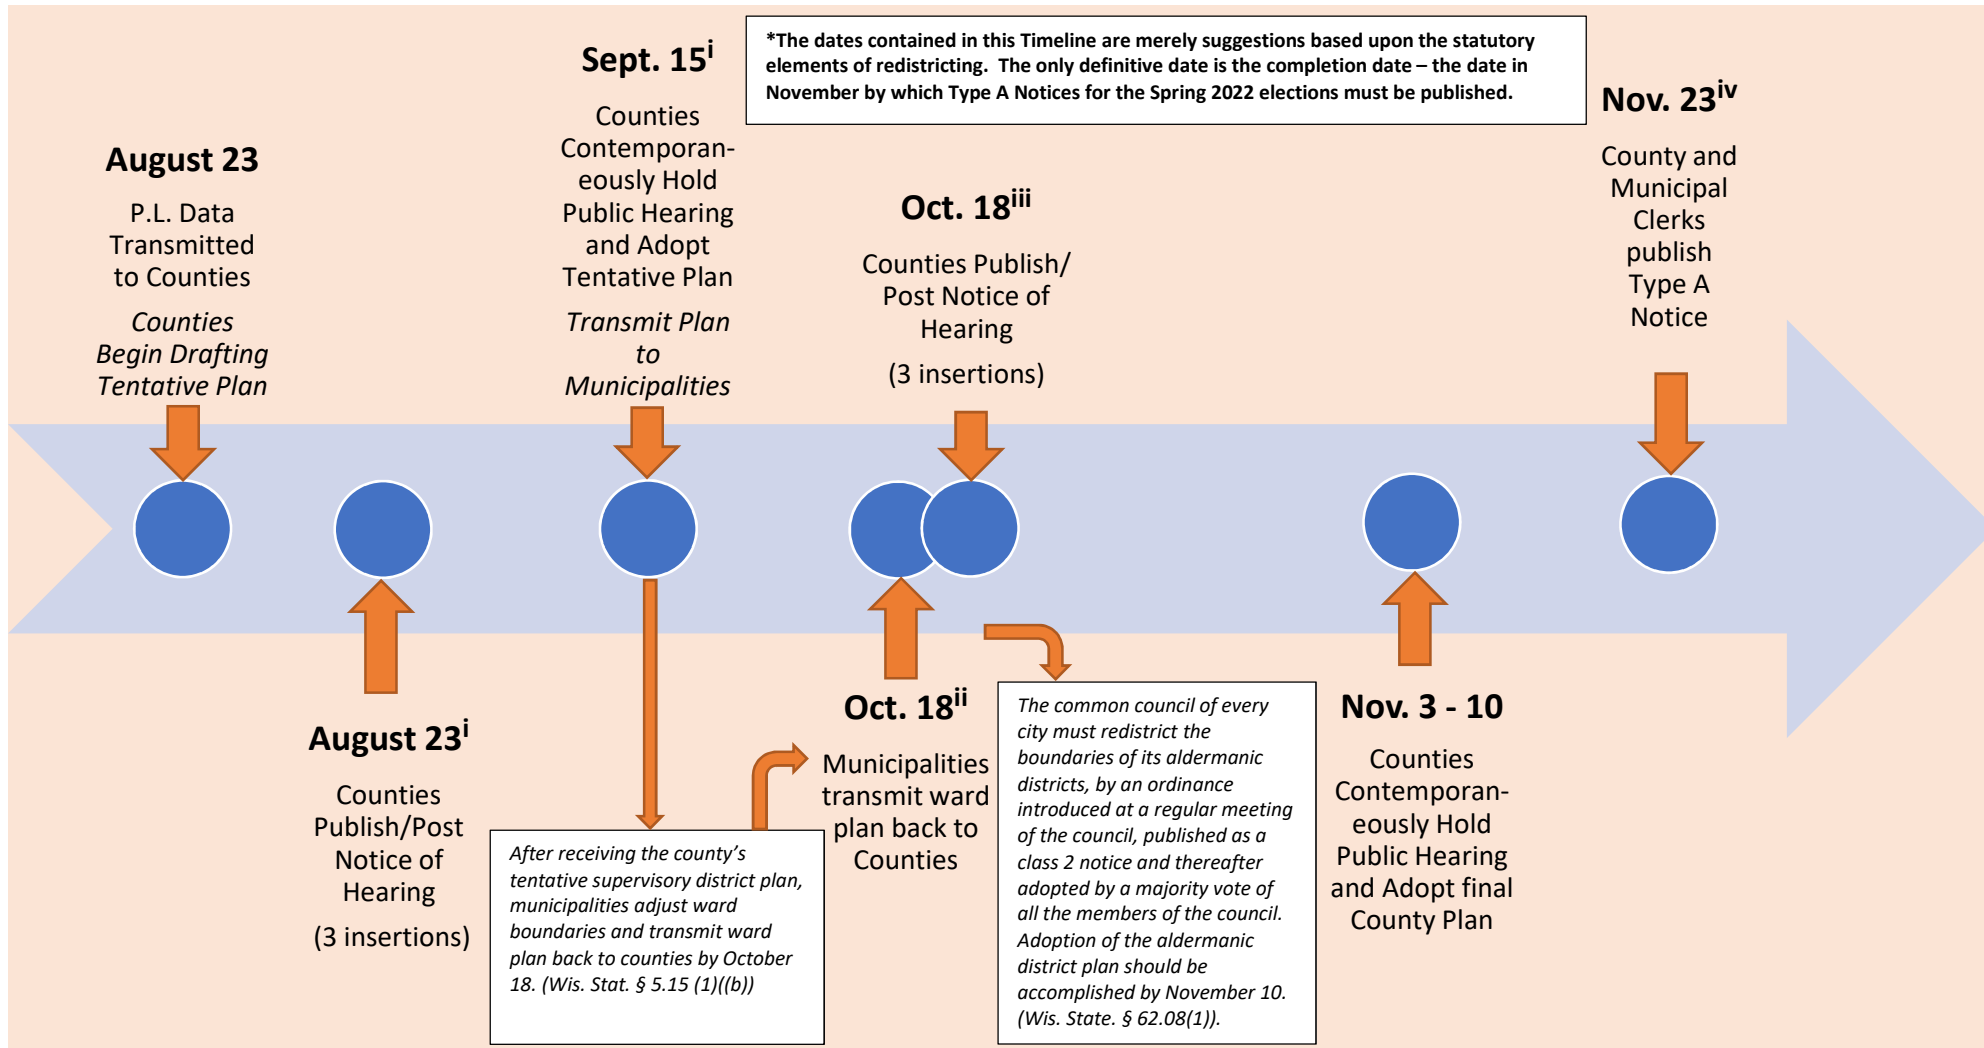 *The dates contained in this Timeline are merely suggestions based upon the statutory
elements of redistricting. The only definitive date is the completion date – the date in
November by which Type A Notices for the Spring 2022 elections must be published.
August 23
P.L. Data
Transmitted
to Counties
Counties
Begin Drafting
Tentative Plan
August 23i
Counties
Publish/Post
Notice of
Hearing
(3 insertions)
Sept. 15i
Counties
Contemporan-
eously Hold
Public Hearing
and Adopt
Tentative Plan
Transmit Plan
to
Municipalities
After receiving the county's
tentative supervisory district plan,
municipalities adjust ward
boundaries and transmit ward
plan back to counties by October
18. (Wis. Stat. § 5.15 (1)((b))
Oct. 18ii
Municipalities
transmit ward
plan back to
Counties
Oct. 18iii
Counties Publish/
Post Notice of
Hearing
(3 insertions)
The common council of every
city must redistrict the
boundaries of its aldermanic
districts, by an ordinance
introduced at a regular meeting
of the council, published as a
class 2 notice and thereafter
adopted by a majority vote of
all the members of the council.
Adoption of the aldermanic
district plan should be
accomplished by November 10.
(Wis. State. § 62.08(1)).
Nov. 3 - 10
Counties
Contemporan-
eously Hold
Public Hearing
and Adopt final
County Plan
Nov. 23iv
County and
Municipal
Clerks
publish
Type A
Notice